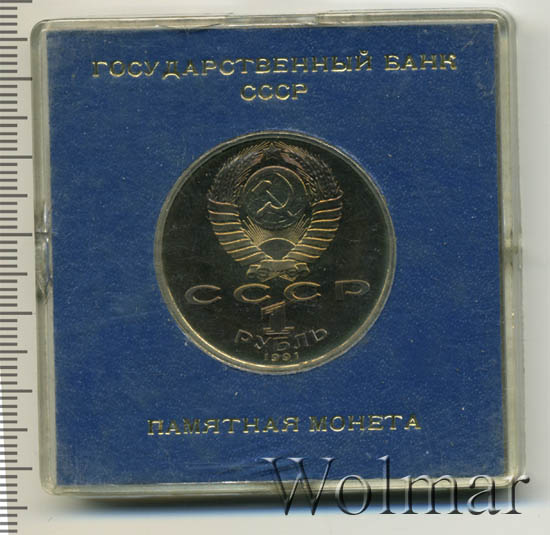 ГОСУДАРСТВЕННЫЙ БАНК
СССР
СССР
1
РУБЛЬ
1991
ПАМЯТНАЯ МОНЕТА
Wolmar